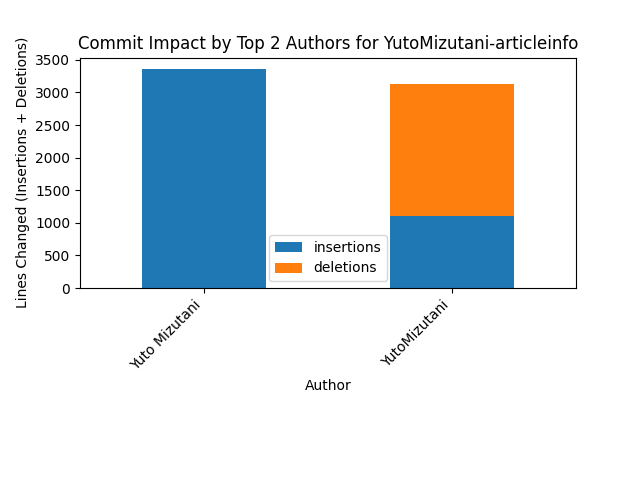 Commit Impact by Top 2 Authors for YutoMizutani-articleinfo
Lines Changed (Insertions + Deletions)
3500
3000
2500
2000
1500
1000
500
0
insertions
deletions
Yuto Mizutani
YutoMizutani
Author